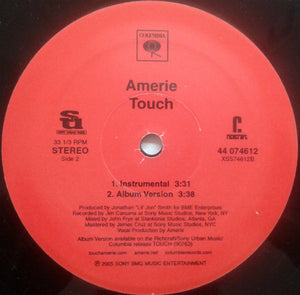 COLUMBIA
Amerie
Touch
33 1/3 RPM
STEREO
Side 2
44 074612
XSS74612B
1. Instrumental 3:31
2. Album Version 3:38
Produced by Jonathan "Lil' Jon" Smith for BME Enterprises
Recorded by Jen Caruana at Sony Music Studios, New York, NY
Mixed by John Frye at Stankonia Studios, Atlanta, GA
Mastered by James Cruz at Sony Music Studios, NYC
Vocal Production by Amerie
Album Version available on the Richcraft/Sony Urban Music/
Columbia release TOUCH (90763)
columbiarecords.com
2005 SONY BMG MUSIC ENTERTAINMENT